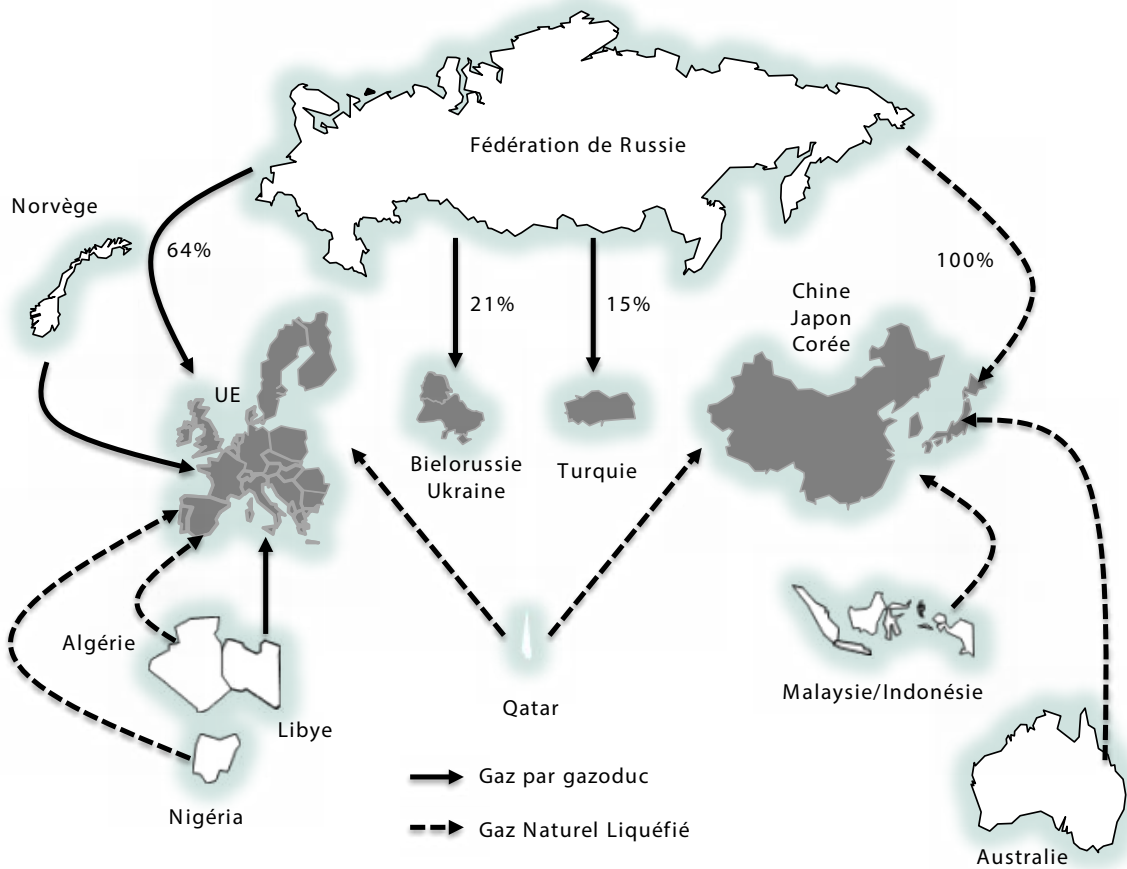 Fédération de Russie
Norvège
64%
21%
15%
100%
Chine
Japon
Corée
UE
Bielorussie
Ukraine
Turquie
Algérie
Libye
Qatar
Malaysie/Indonésie
Nigéria
Gaz par gazoduc
Gaz Naturel Liquéfié
Australie